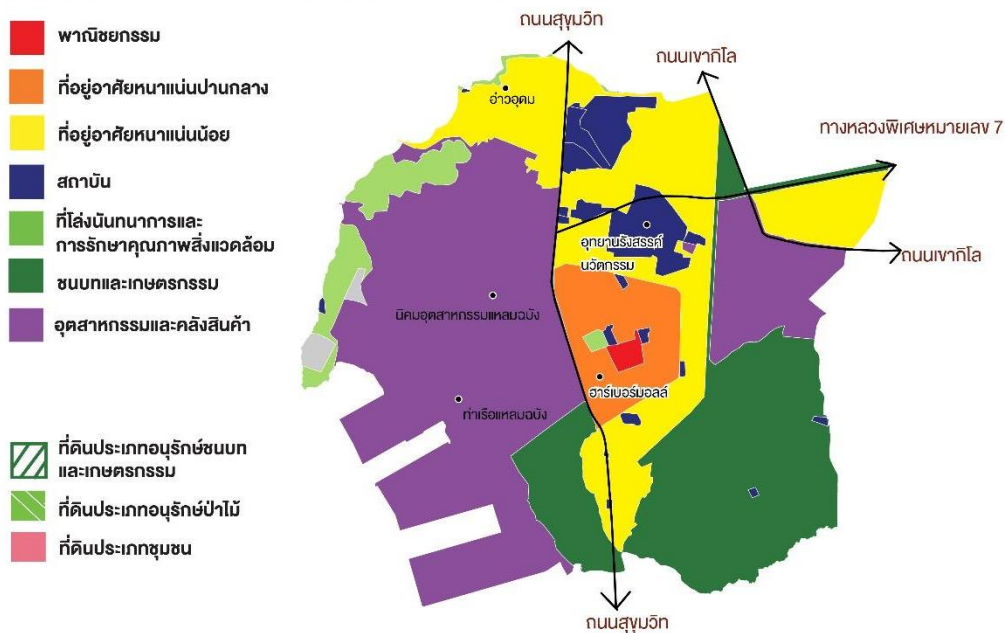 พาณิชยกรรม
ที่อยู่อาศัยหนาแน่นปานกลาง
ที่อยู่อาศัยหนาแน่นน้อย
สถาบัน
ที่โล่งนันทนาการและ
การรักษาคุณภาพสิ่งแวดล้อม
ชนบทและเกษตรกรรม
อุตสาหกรรมและคลังสินค้า
ที่ดินประเภทอนุรักษ์ชนบท
และเกษตรกรรม
ที่ดินประเภทอนุรักษ์ป่าไม้
ที่ดินประเภทชุมชน
ถนนสุขุมวิท
ถนนเขากิโล
ทางหลวงพิเศษหมายเลข 7
อ่าวอุดม
อุทยานรังสรรค์
นวัตกรรม
ถนนเขากิโล
นิคมอุตสาหกรรมแหลมฉบัง
ฮาร์เบอร์มอลล์
ท่าเรือแหลมฉบัง
ถนนสุขุมวิท